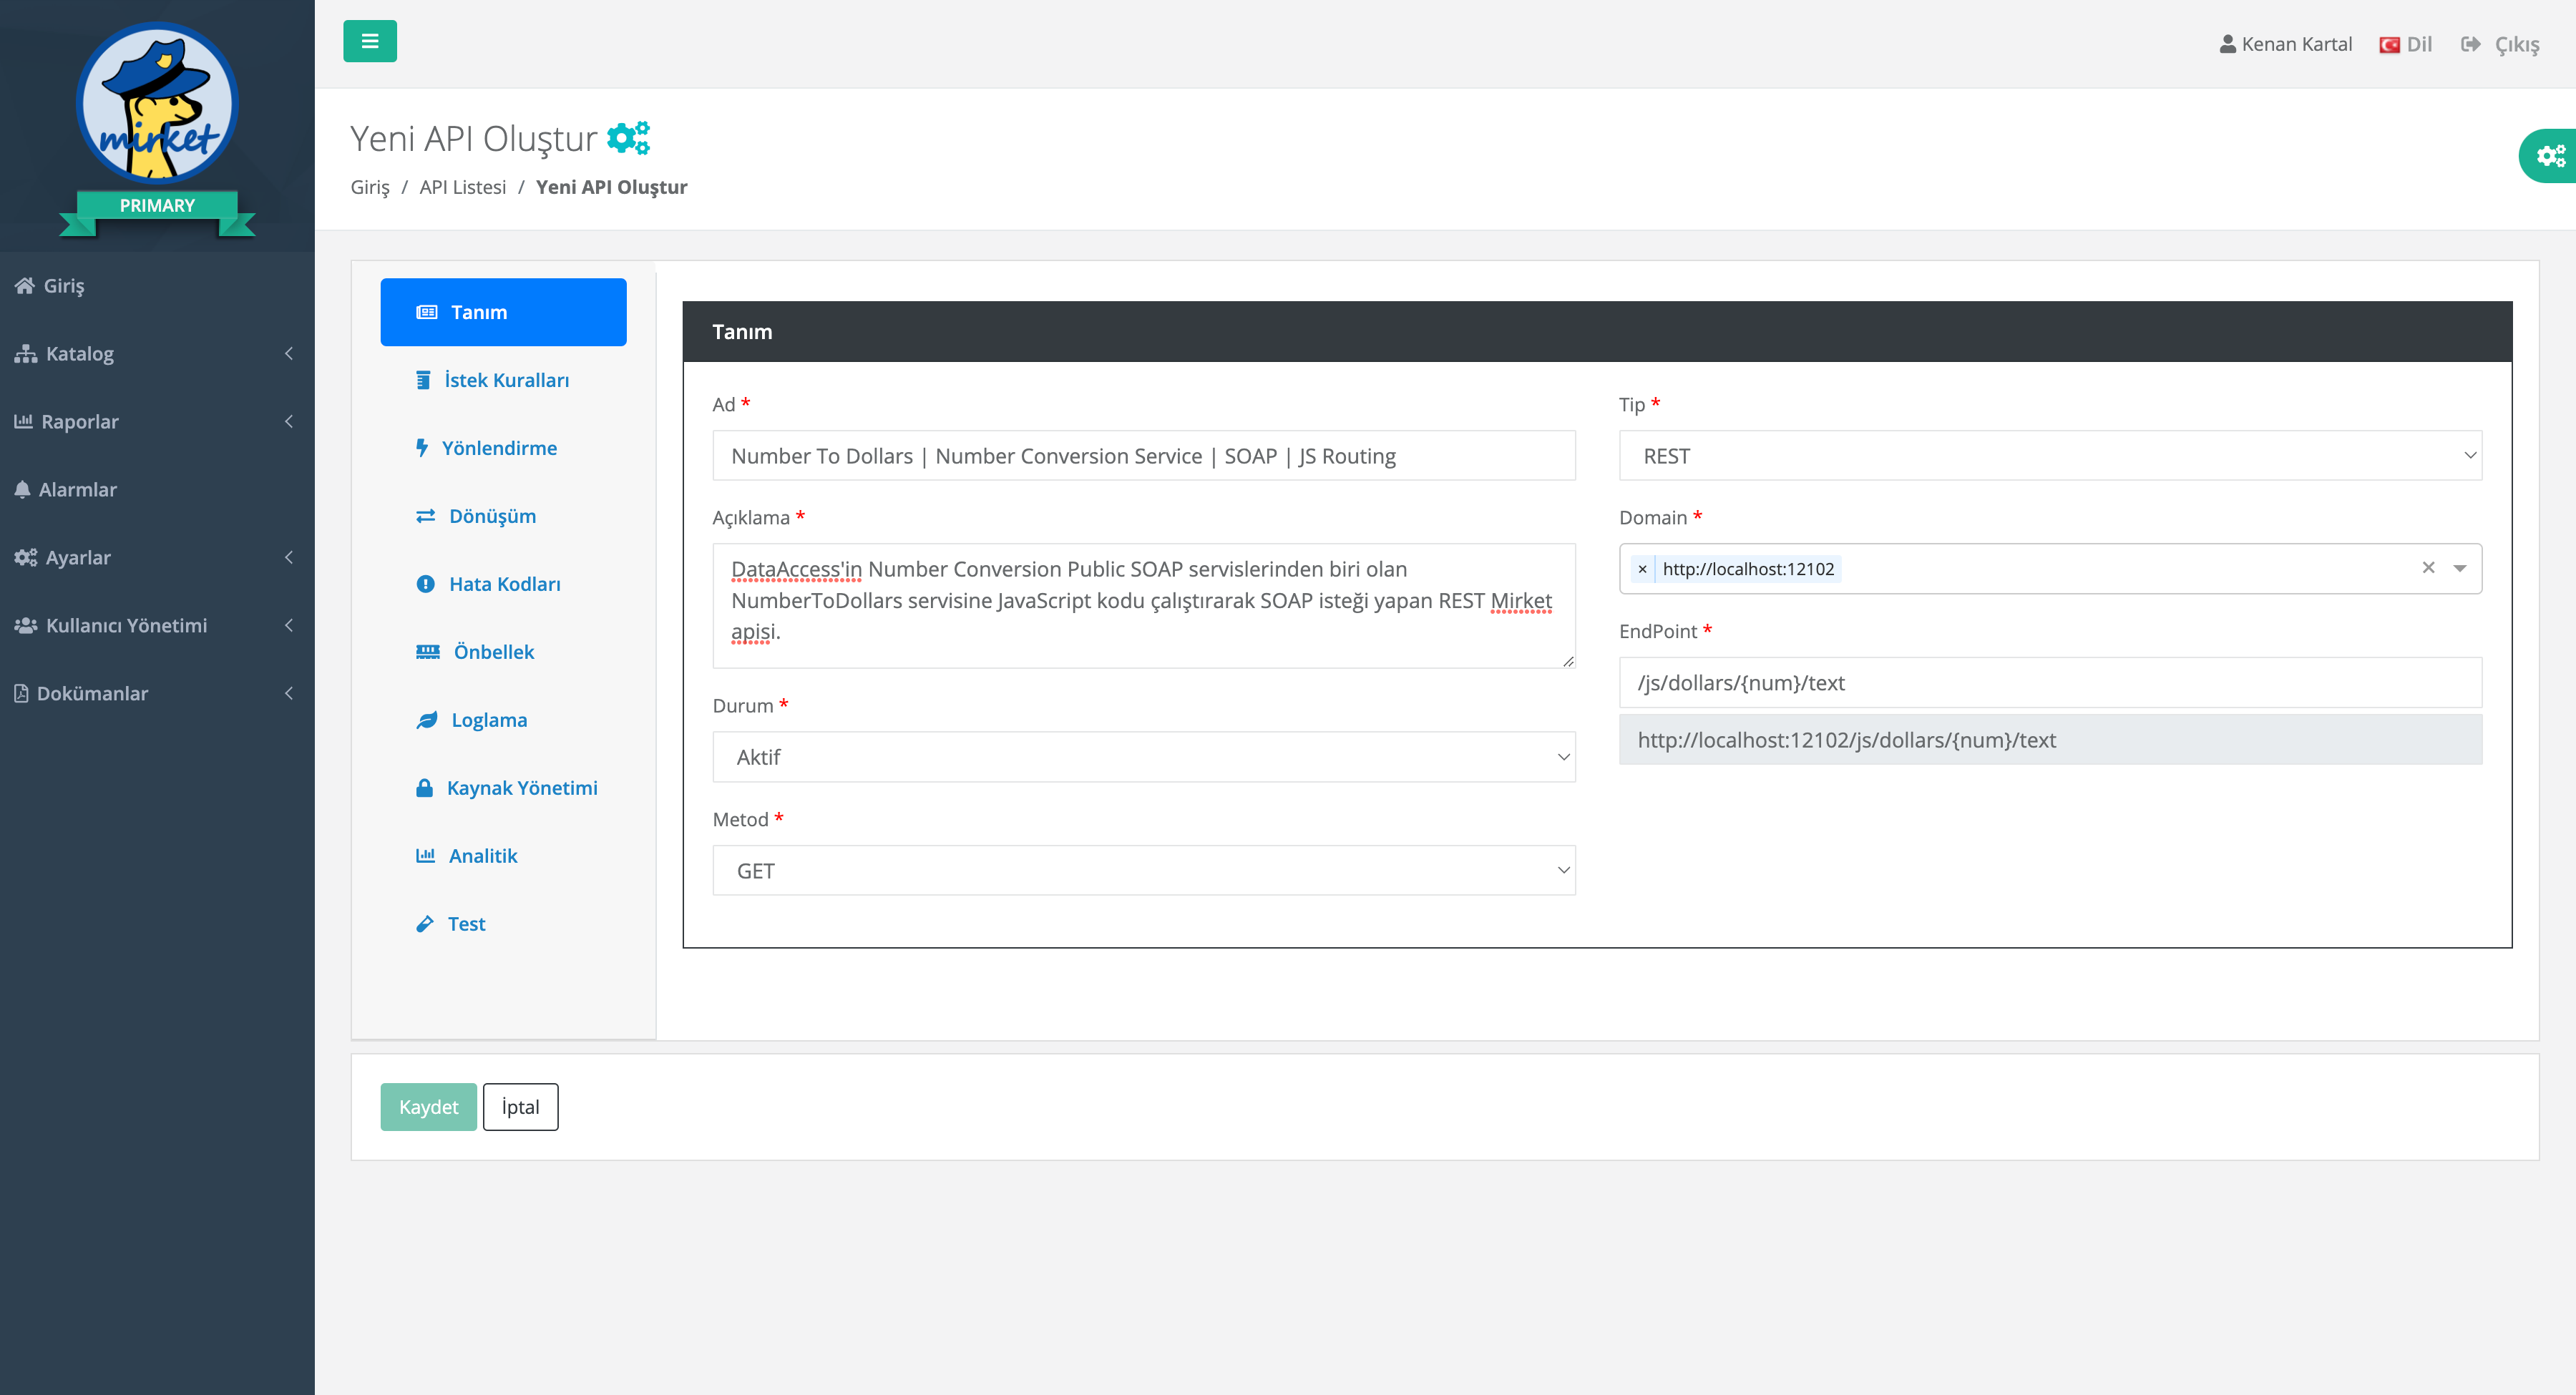 mirket
PRIMARY
Giriş
Katalog
Raporlar
Alarmlar
Ayarlar
Kullanıcı Yönetimi
Dokümanlar
Kenan Kartal
Dil
Çıkış
Yeni API Oluştur
Giriş / API Listesi / Yeni API Oluştur
Tanım
İstek Kuralları
Yönlendirme
Dönüşüm
Hata Kodları
Önbellek
Loglama
Kaynak Yönetimi
Analitik
Test
Tanım
Ad *
Number To Dollars | Number Conversion Service | SOAP | JS Routing
Açıklama *
DataAccess'in Number Conversion Public SOAP servislerinden biri olan
NumberToDollars servisine JavaScript kodu çalıştırarak SOAP isteği yapan REST Mirket
apisi.
Durum *
Aktif
Metod *
GET
Tip *
REST
Domain *
× http://localhost:12102
EndPoint *
/js/dollars/{num}/text
http://localhost:12102/js/dollars/{num}/text
Kaydet
İptal